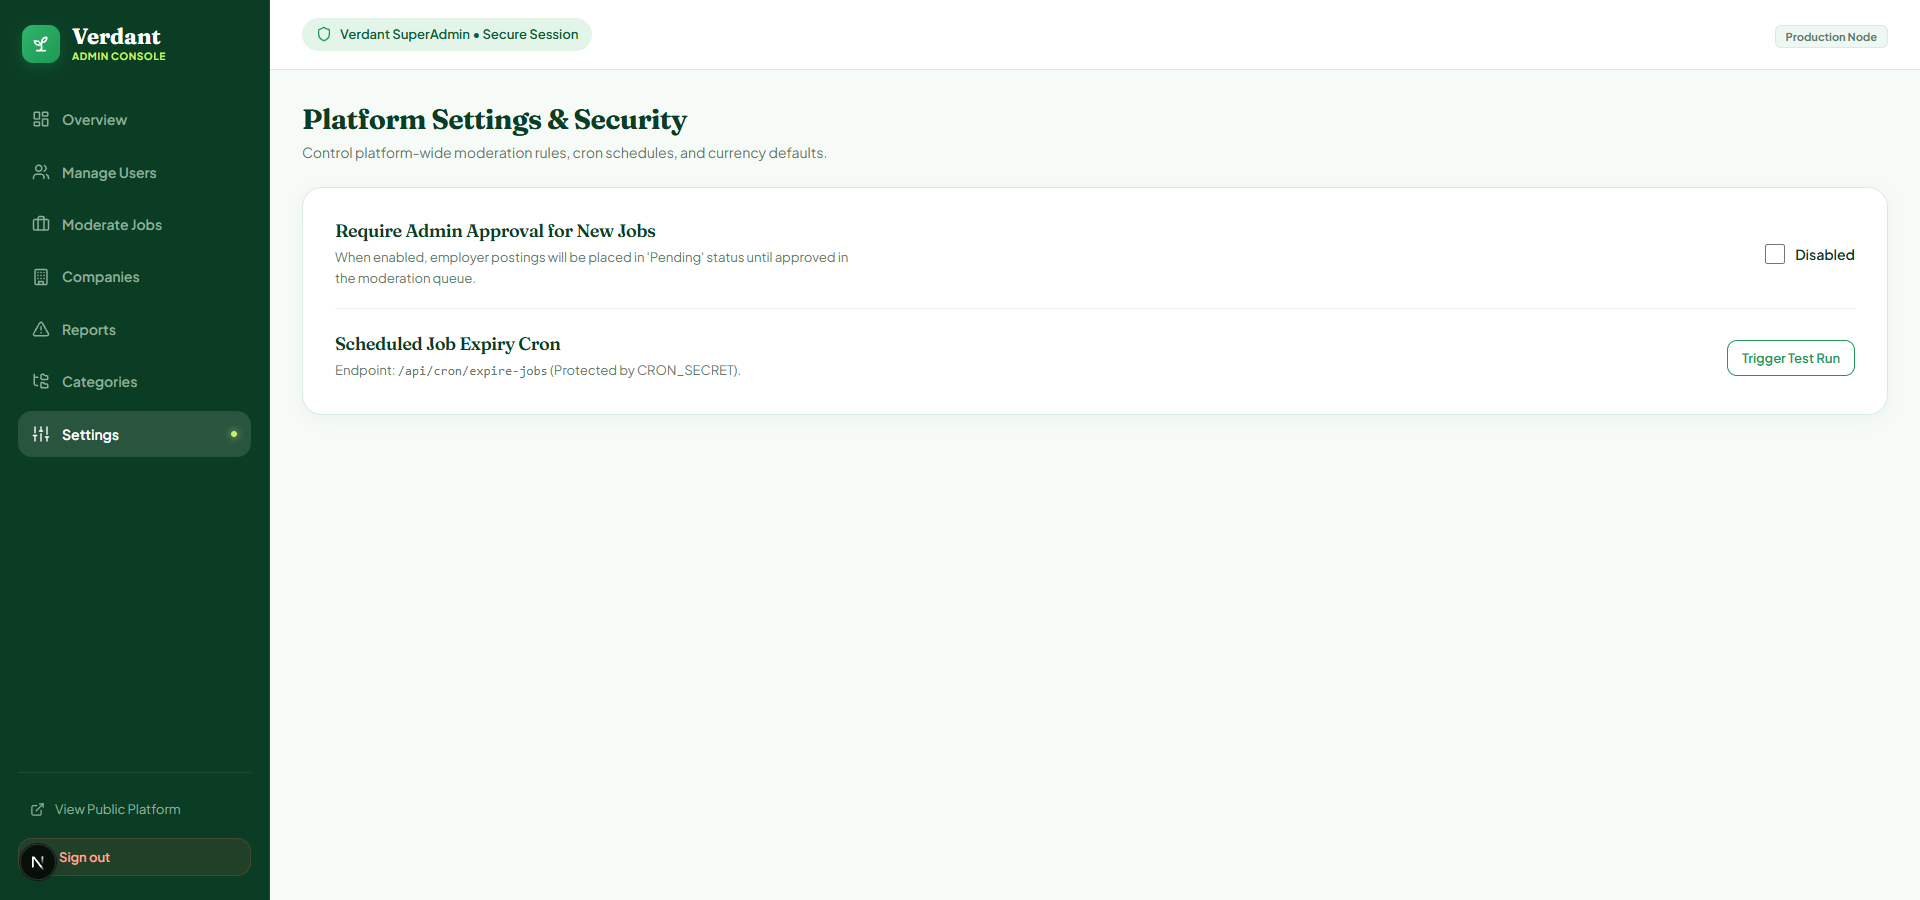 Verdant
ADMIN CONSOLE
Overview
Manage Users
Moderate Jobs
Companies
Reports
Categories
Settings
View Public Platform
N
Sign out
Verdant SuperAdmin • Secure Session
Production Node
Platform Settings & Security
Control platform-wide moderation rules, cron schedules, and currency defaults.
Require Admin Approval for New Jobs
When enabled, employer postings will be placed in 'Pending' status until approved in
the moderation queue.
Disabled
Scheduled Job Expiry Cron
Endpoint: /api/cron/expire-jobs (Protected by CRON_SECRET).
Trigger Test Run